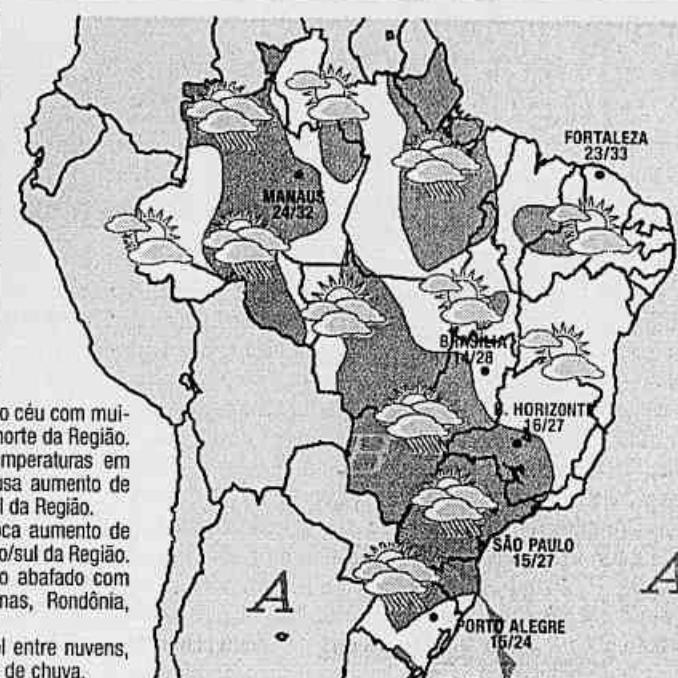 FORTALEZA
23/33
MANAUS
24/32
BRASÍLIA
14/28
B. HORIZONTE
16/27
SÃO PAULO
15/27
PORTO ALEGRE
15/24
A
A
o céu com mui-
norte da Região.
mperaturas em
usa aumento de
l da Região.
oca aumento de
o/sul da Região.
o abafado com
nas, Rondônia,
l entre nuvens,
de chuva.